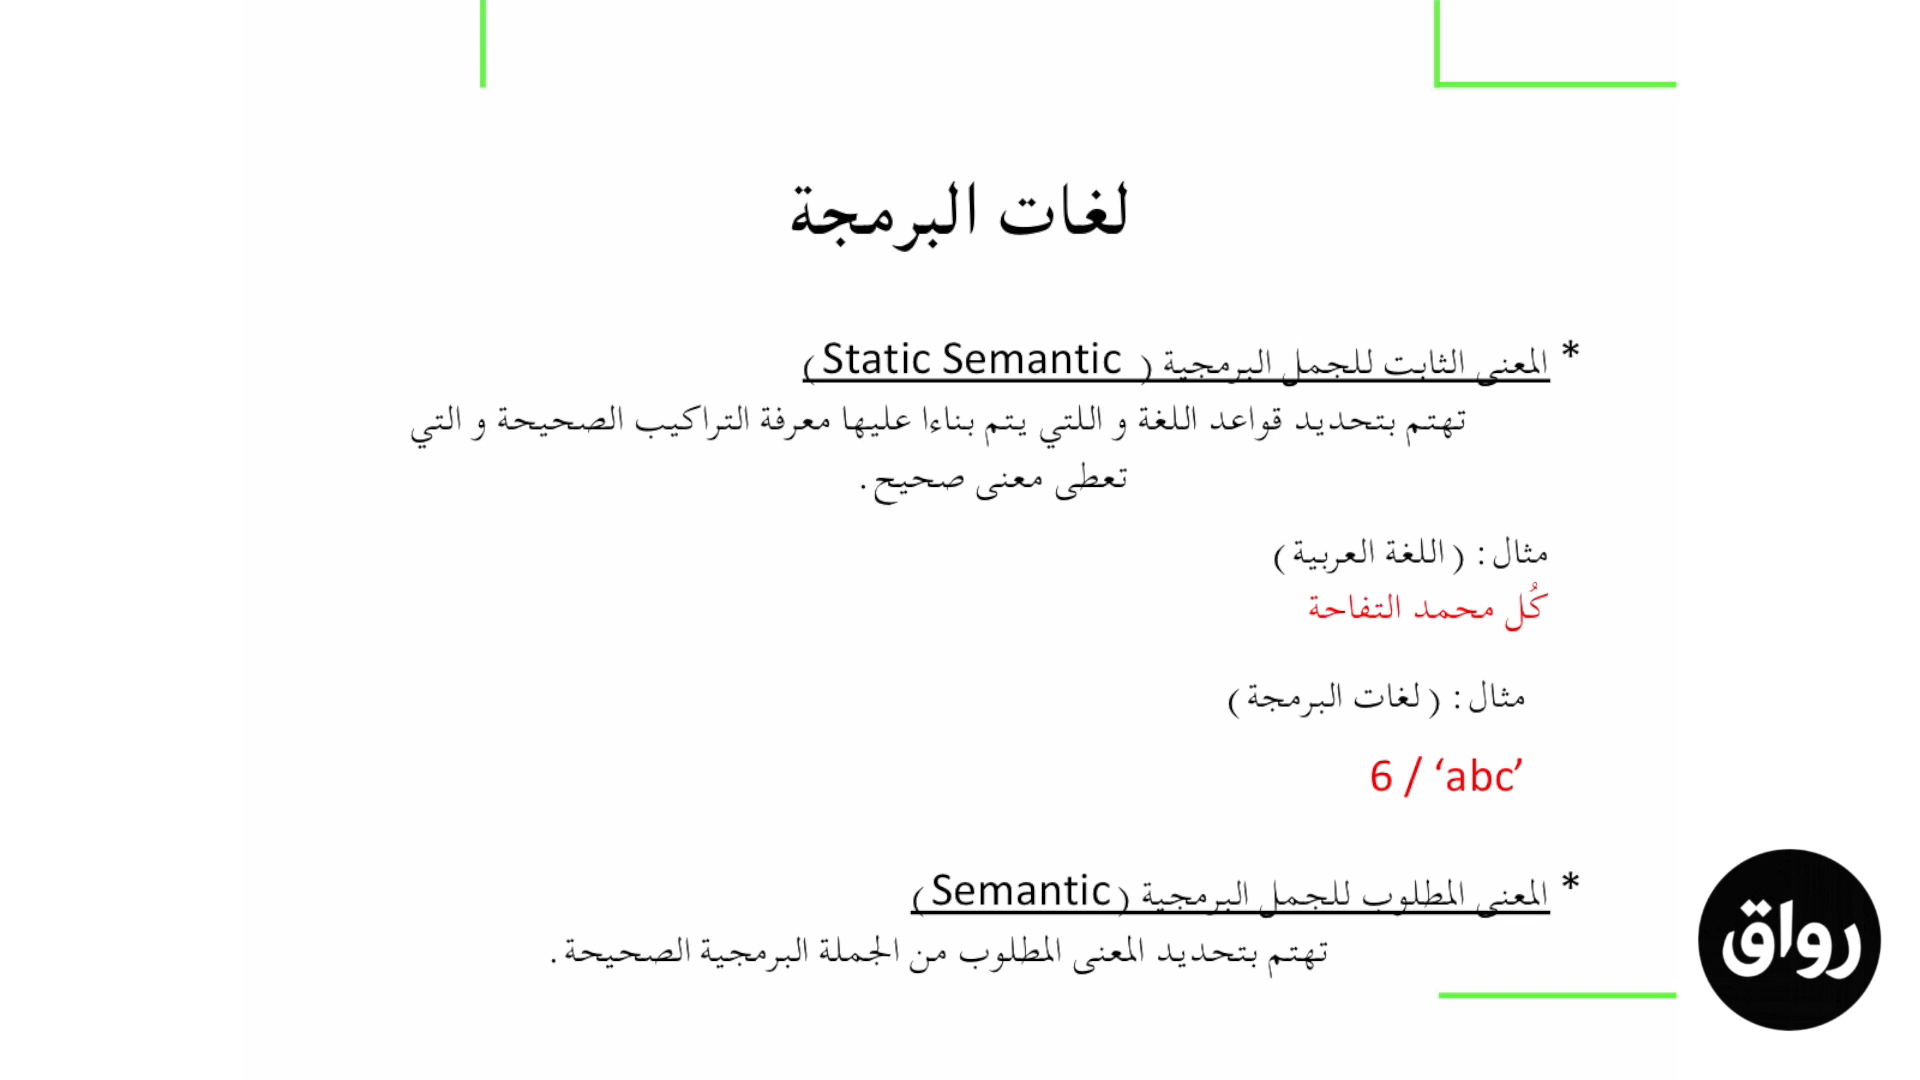 لغات البرمجة
* المعنى الثابت للجمل البرمجية ( Static Semantic )
تهتم بتحديد قواعد اللغة و اللتي يتم بناءا عليها معرفة التراكيب الصحيحة و التي
تعطى معنى صحيح .
مثال : ( اللغة العربية )
كُل محمد التفاحة
مثال : ( لغات البرمجة )
6 / ‘abc’
* المعنى المطلوب للجمل البرمجية ( Semantic )
تهتم بتحديد المعنى المطلوب من الجملة البرمجية الصحيحة .
رواق